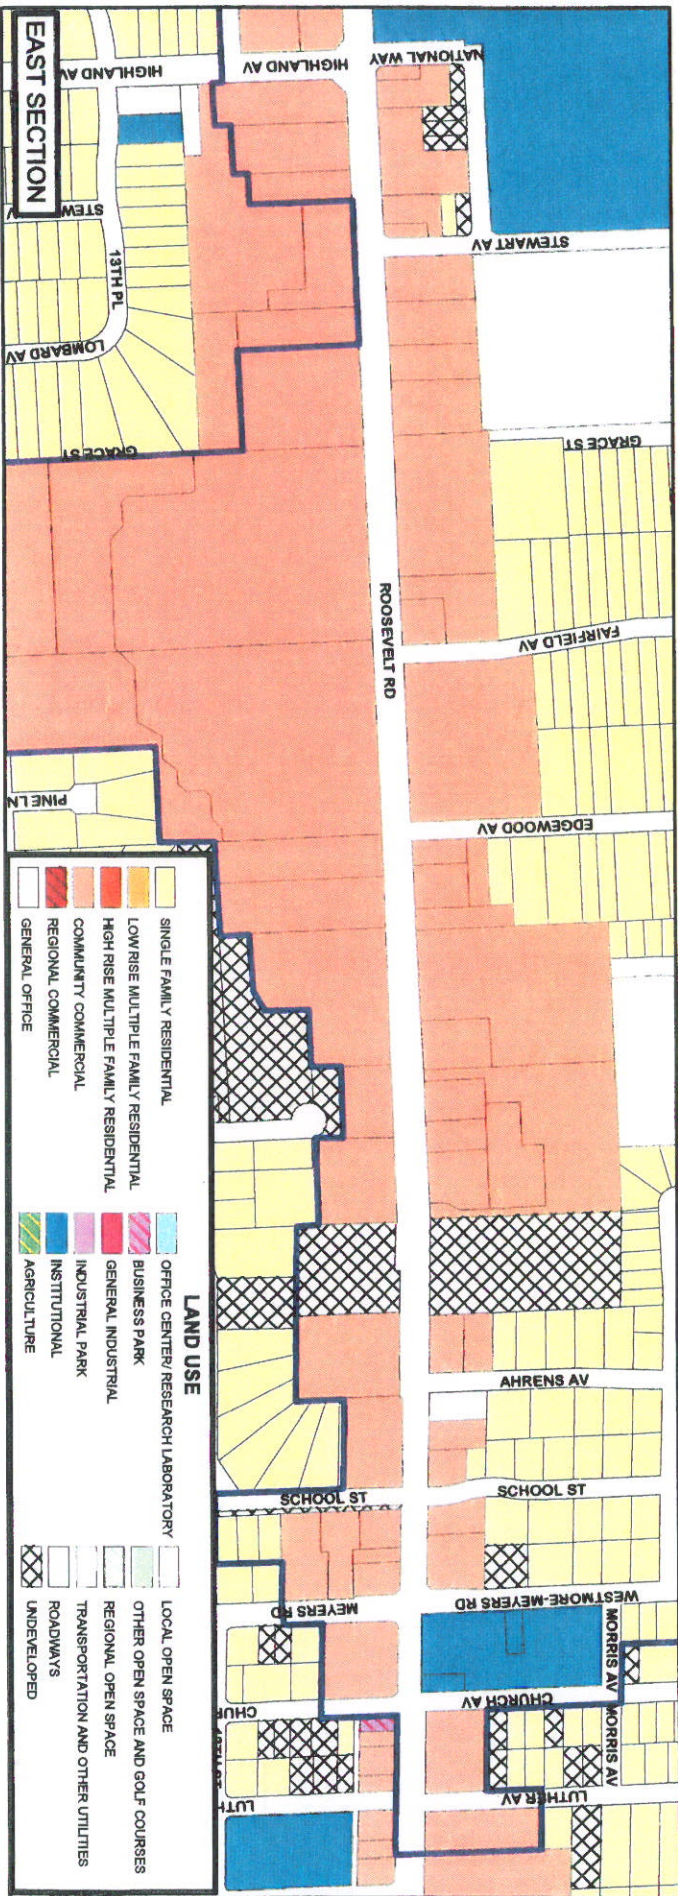 EAST SECTION
HIGHLAND AV
HIGHLAND AV
NATIONAL WAY
STEWART AV
STEW
13TH PL
LOMBARD AV
GRACE ST
GRACE ST
ROOSEVELT RD
FAIRFIELD AV
PINE LN
EDGEWOOD AV
AHRENS AV
SCHOOL ST
SCHOOL ST
MEYERS RD
WESTMORE-MEYERS RD
MORRIS AV
MORRIS AV
CHURCH AV
CHUR
LUTHER AV
LUTH
LAND USE
SINGLE FAMILY RESIDENTIAL
LOW RISE MULTIPLE FAMILY RESIDENTIAL
HIGH RISE MULTIPLE FAMILY RESIDENTIAL
COMMUNITY COMMERCIAL
REGIONAL COMMERCIAL
GENERAL OFFICE
OFFICE CENTER/ RESEARCH LABORATORY
BUSINESS PARK
GENERAL INDUSTRIAL
INDUSTRIAL PARK
INSTITUTIONAL
AGRICULTURE
LOCAL OPEN SPACE
OTHER OPEN SPACE AND GOLF COURSES
REGIONAL OPEN SPACE
TRANSPORTATION AND OTHER UTILITIES
ROADWAYS
UNDEVELOPED